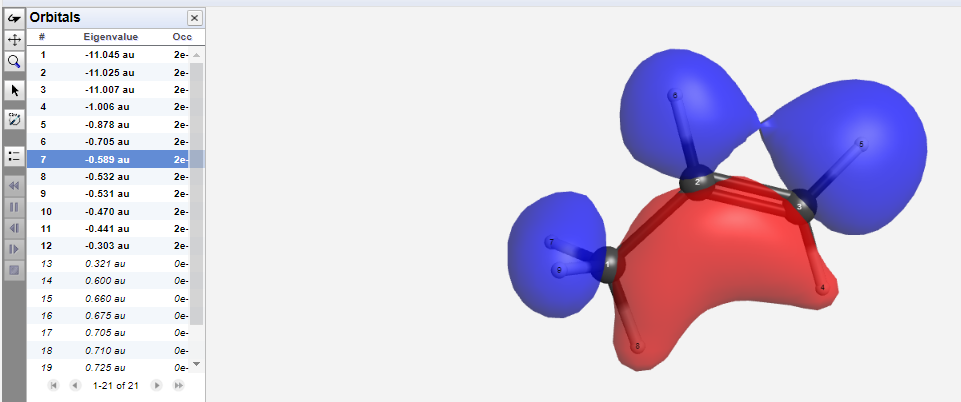 Orbitals
# Eigenvalue Occ
1 -11.045 au 2e-
2 -11.025 au 2e-
3 -11.007 au 2e-
4 -1.006 au 2e-
5 -0.878 au 2e-
6 -0.705 au 2e-
7 -0.589 au 2e-
8 -0.532 au 2e-
9 -0.531 au 2e-
10 -0.470 au 2e-
11 -0.441 au 2e-
12 -0.303 au 2e-
13 0.321 au 0e-
14 0.600 au 0e-
15 0.660 au 0e-
16 0.675 au 0e-
17 0.705 au 0e-
18 0.710 au 0e-
19 0.725 au 0e-
1-21 of 21
6
5
2
3
7
1
9
4
8